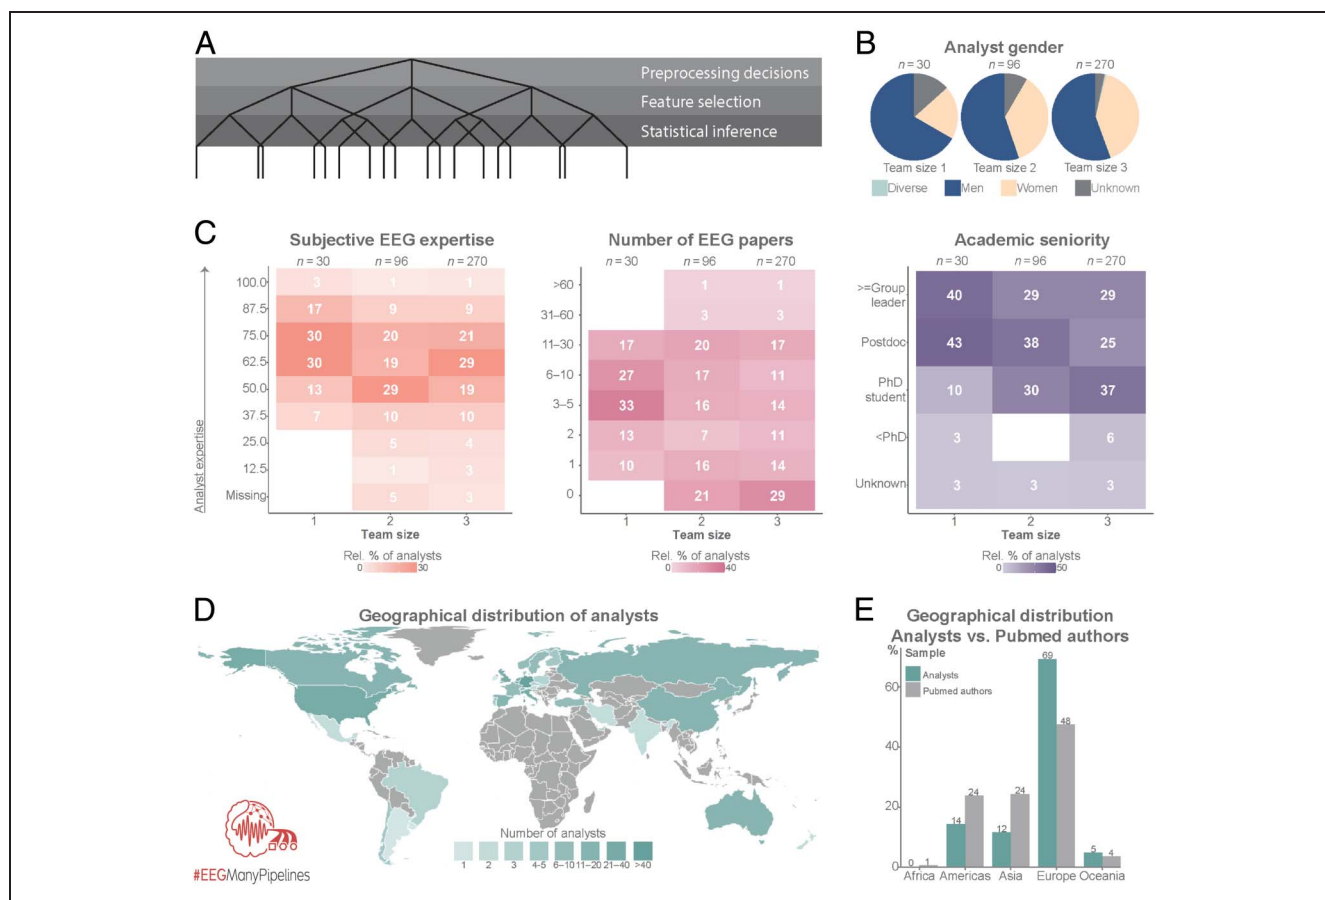 A
Preprocessing decisions
Feature selection
Statistical inference
B
Analyst gender
n = 30 n = 96 n = 270
Team size 1 Team size 2 Team size 3
Diverse Men Women Unknown
C
Analyst expertise
Subjective EEG expertise
n = 30 n = 96 n = 270
100.0 3 1 1
87.5 17 9 9
75.0 30 20 21
62.5 30 19 29
50.0 13 29 19
37.5 7 10 10
25.0 5 4
12.5 1 3
Missing 5 3
1 2 3
Team size
Rel. % of analysts
0 30
Number of EEG papers
n = 30 n = 96 n = 270
>60 1 1
31–60 3 3
11–30 17 20 17
6–10 27 17 11
3–5 33 16 14
2 13 7 11
1 10 16 14
0 21 29
1 2 3
Team size
Rel. % of analysts
0 40
Academic seniority
n = 30 n = 96 n = 270
>=Group
leader 40 29 29
Postdoc 43 38 25
PhD
student 10 30 37
<PhD 3 6
Unknown 3 3 3
1 2 3
Team size
Rel. % of analysts
0 50
D
Geographical distribution of analysts
Number of analysts
1 2 3 4-5 6–10 11–20 21–40 >40
#EEGManyPipelines
E
Geographical distribution
Analysts vs. Pubmed authors
% Sample
Analysts
Pubmed authors
60
40
20
0
0 1 14 24 12 24 69 48 5 4
Africa Americas Asia Europe Oceania